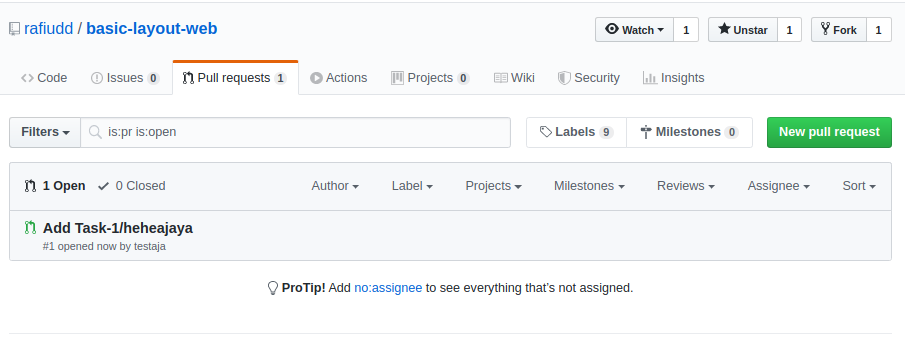 rafiudd / basic-layout-web
Watch 1 Unstar 1 Fork 1
Code Issues 0 Pull requests 1 Actions Projects 0 Wiki Security Insights
Filters is:pr is:open Labels 9 Milestones 0 New pull request
1 Open 0 Closed Author Label Projects Milestones Reviews Assignee Sort
Add Task-1/heheajaya
#1 opened now by testaja
ProTip! Add no:assignee to see everything that's not assigned.